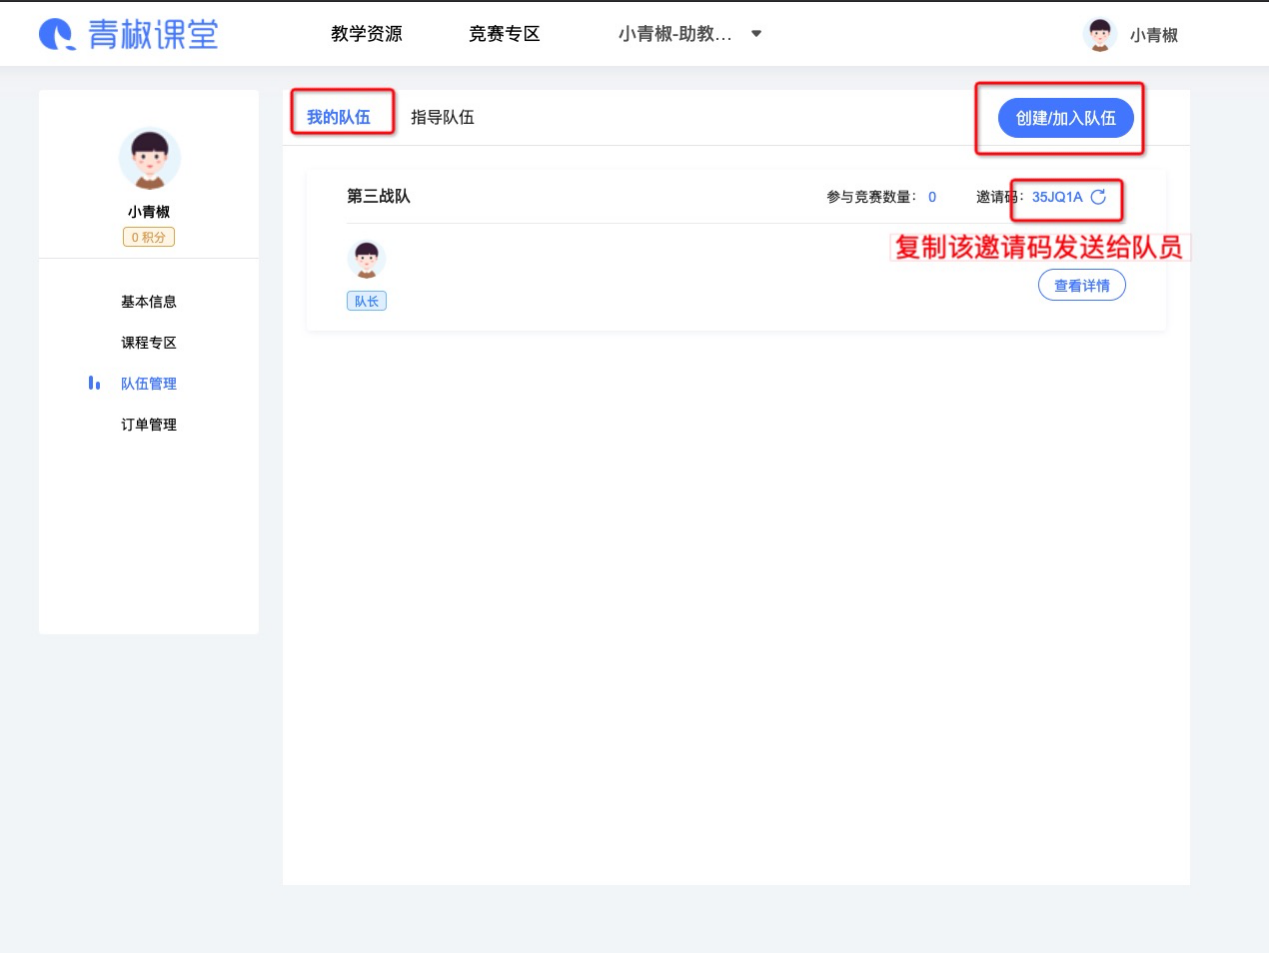 青椒课堂
教学资源
竞赛专区
小青椒-助教...
小青椒
小青椒
0 积分
基本信息
课程专区
队伍管理
订单管理
我的队伍
指导队伍
创建/加入队伍
第三战队
参与竞赛数量: 0
邀请码: 35JQ1A
复制该邀请码发送给队员
队长
查看详情